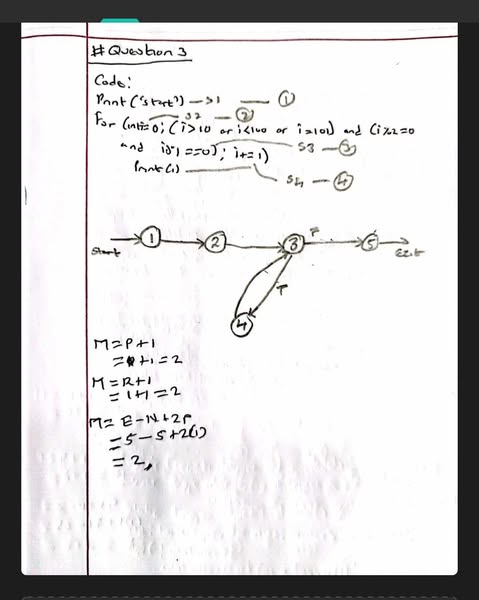 # Question 3
Code:
Print("start") → S1 — ①
S2 — ②
For (int i=0; (i>10 or i<100 or i>101) and (i%2=0
and i%1==0); i+=1) S3 — ③
Print(i) S4 — ④
Start 1 2 3 F 5 Exit
T
4
M=P+1
+1=2
M=R+1
=1+1=2
M= E-N+2P
=5-5+2(1)
=2,